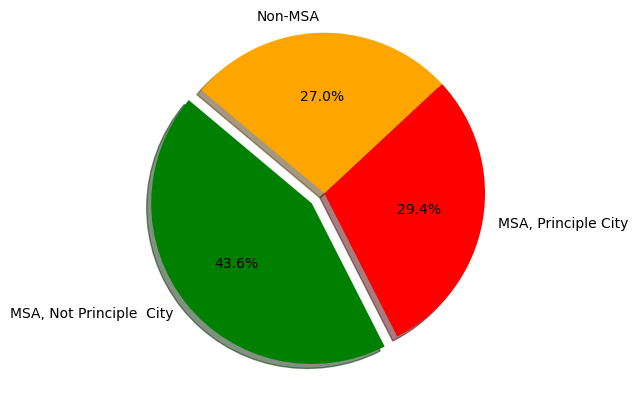 Non-MSA
27.0%
29.4%
MSA, Principle City
43.6%
MSA, Not Principle  City